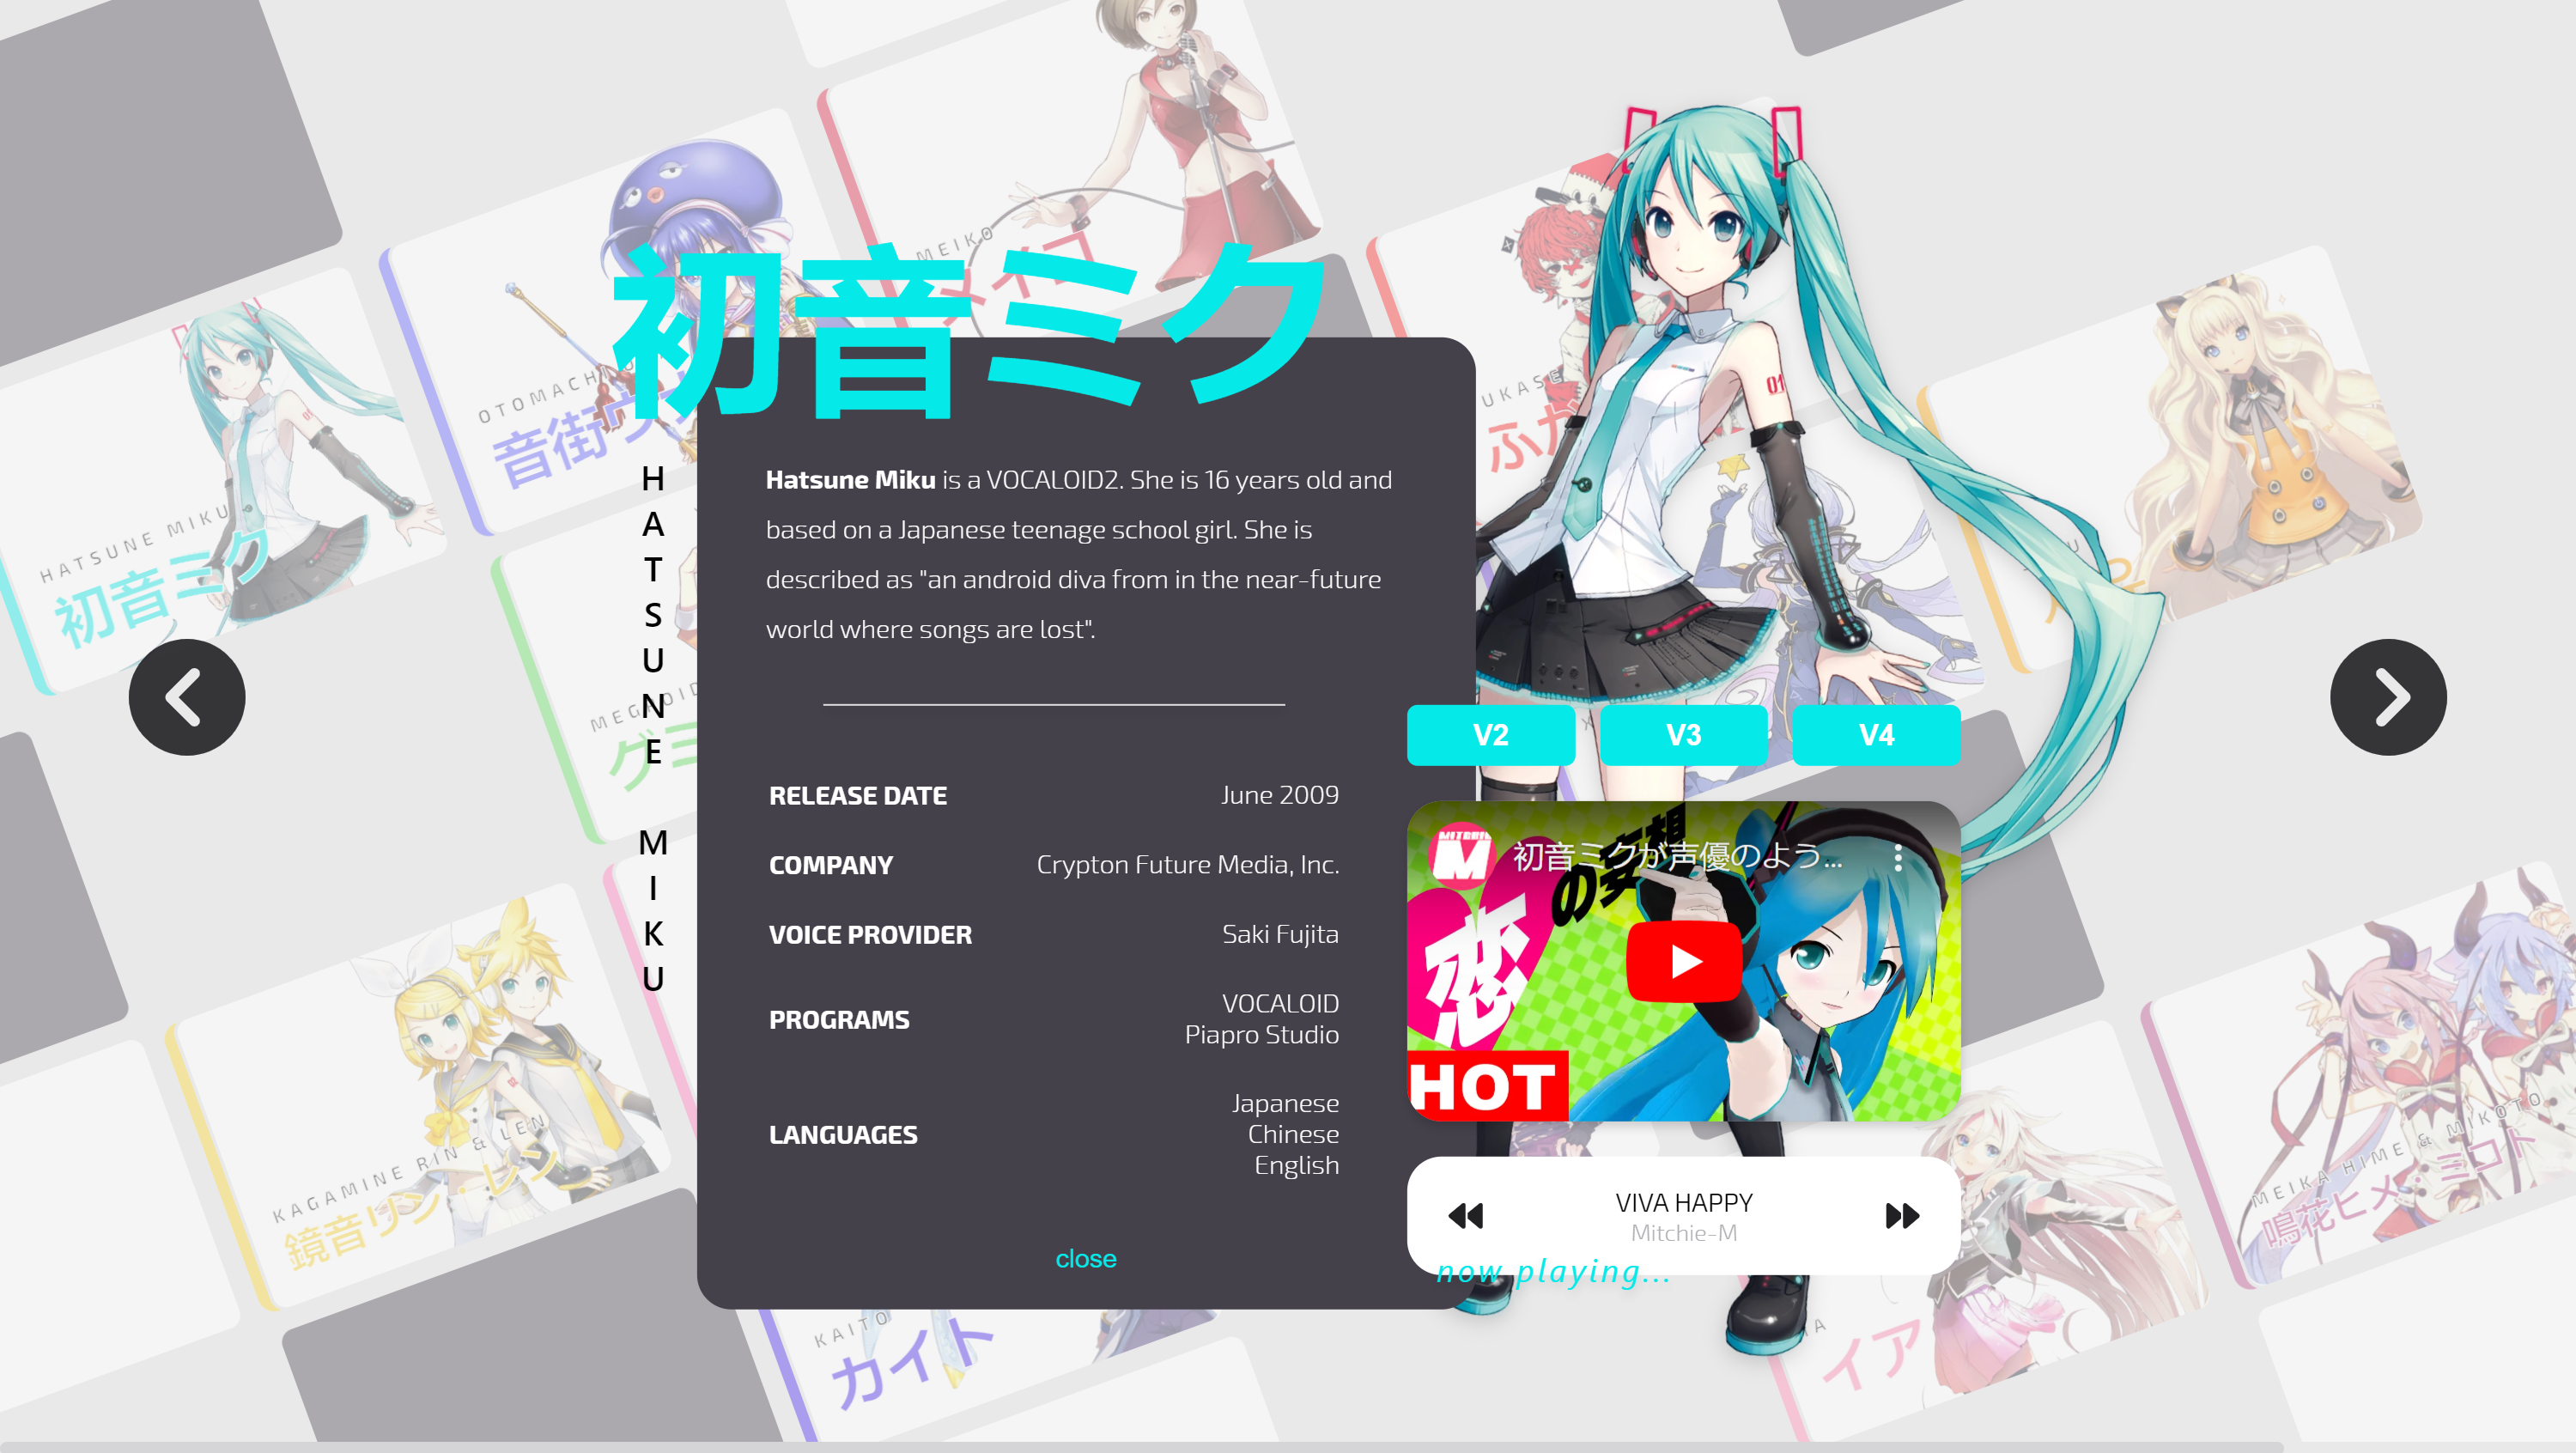 MEIKO
メイコ
初音ミク
OTOMACHI
音街ウナ
HATSUNE MIKU
初音ミク
UKASE
ふか
01
HATSUNE MIKU
Hatsune Miku is a VOCALOID2. She is 16 years old and
based on a Japanese teenage school girl. She is
described as "an android diva from in the near-future
world where songs are lost".
V2
V3
V4
RELEASE DATE June 2009
COMPANY Crypton Future Media, Inc.
VOICE PROVIDER Saki Fujita
PROGRAMS VOCALOID
Piapro Studio
LANGUAGES Japanese
Chinese
English
close
初音ミクが声優のよう...
の妄想
恋
HOT
VIVA HAPPY
Mitchie-M
now playing...
MEGPOID
グミ
KAGAMINE RIN & LEN
鏡音リン・レン
KAITO
カイト
IA
イア
MEIKA HIME & MIKOTO
鳴花ヒメ・ミコト